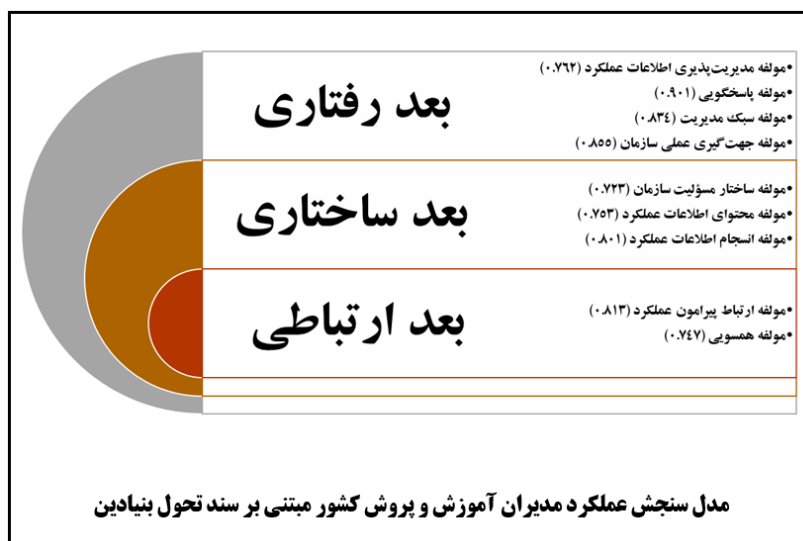 بعد رفتاری
•مولفه مدیریت‌پذیری اطلاعات عملکرد (۰.۷۶۲)
•مولفه پاسخگویی (۰.۹۰۱)
•مولفه سبک مدیریت (۰.۸۳۴)
•مولفه جهت‌گیری عملی سازمان (۰.۸۵۵)
بعد ساختاری
•مولفه ساختار مسؤلیت سازمان (۰.۷۲۳)
•مولفه محتوای اطلاعات عملکرد (۰.۷۵۳)
•مولفه انسجام اطلاعات عملکرد (۰.۸۰۱)
بعد ارتباطی
•مولفه ارتباط پیرامون عملکرد (۰.۸۱۳)
•مولفه همسویی (۰.۷۴۷)
مدل سنجش عملکرد مدیران آموزش و پروش کشور مبتنی بر سند تحول بنیادین